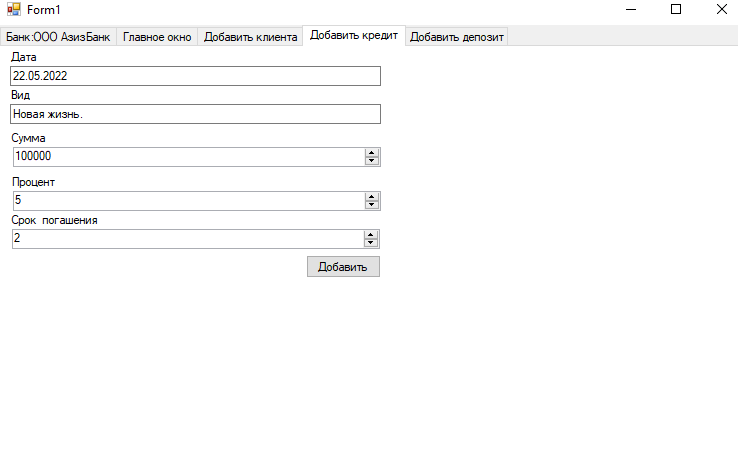 Form1
Банк:ООО АзизБанк Главное окно Добавить клиента Добавить кредит Добавить депозит
Дата
22.05.2022
Вид
Новая жизнь.
Сумма
100000
Процент
5
Срок погашения
2
Добавить